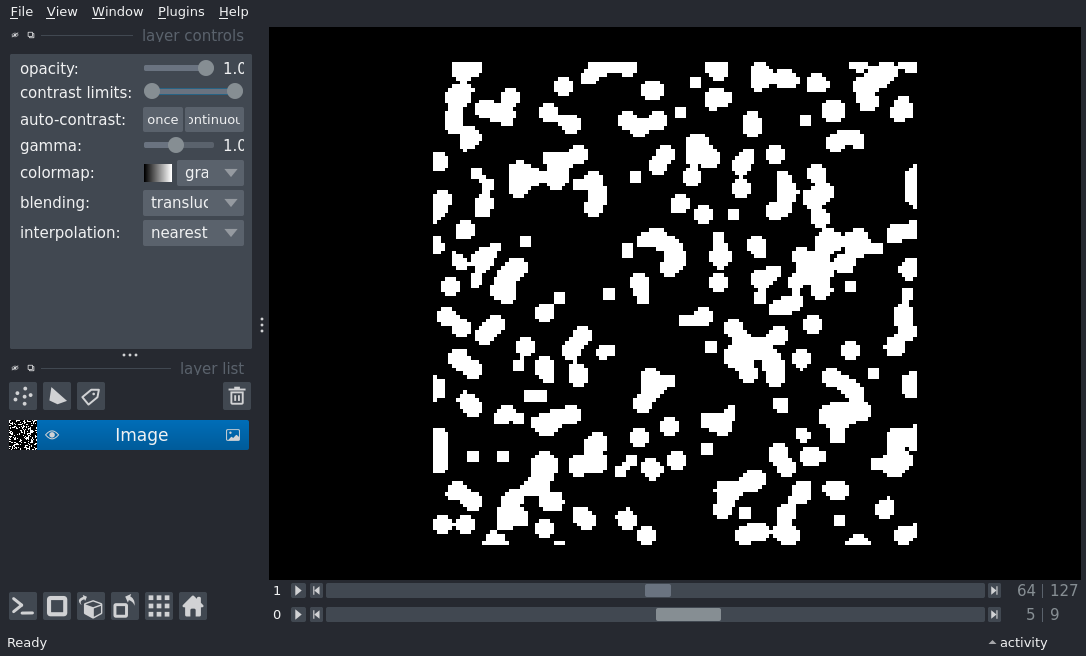 File View Window Plugins Help
layer controls
opacity: 1.0
contrast limits:
auto-contrast: once ontinuou
gamma: 1.0
colormap: gra
blending: transluc
interpolation: nearest
layer list
Image
1 64 | 127
0 5 | 9
Ready activity